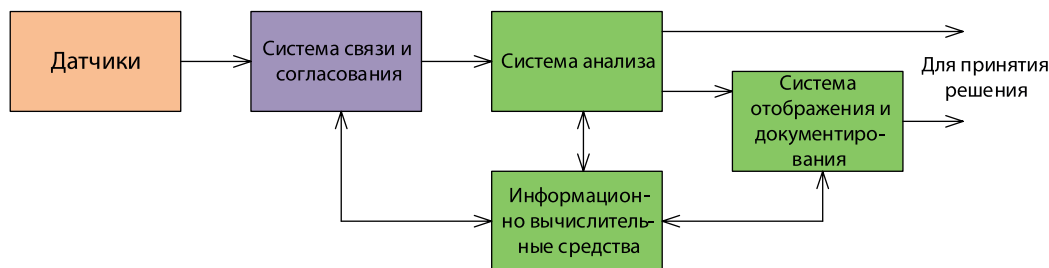 Датчики
Система связи и
согласования
Система анализа
Для принятия
решения
Система
отображения и
документиро-
вания
Информацион-
но вычислитель-
ные средства